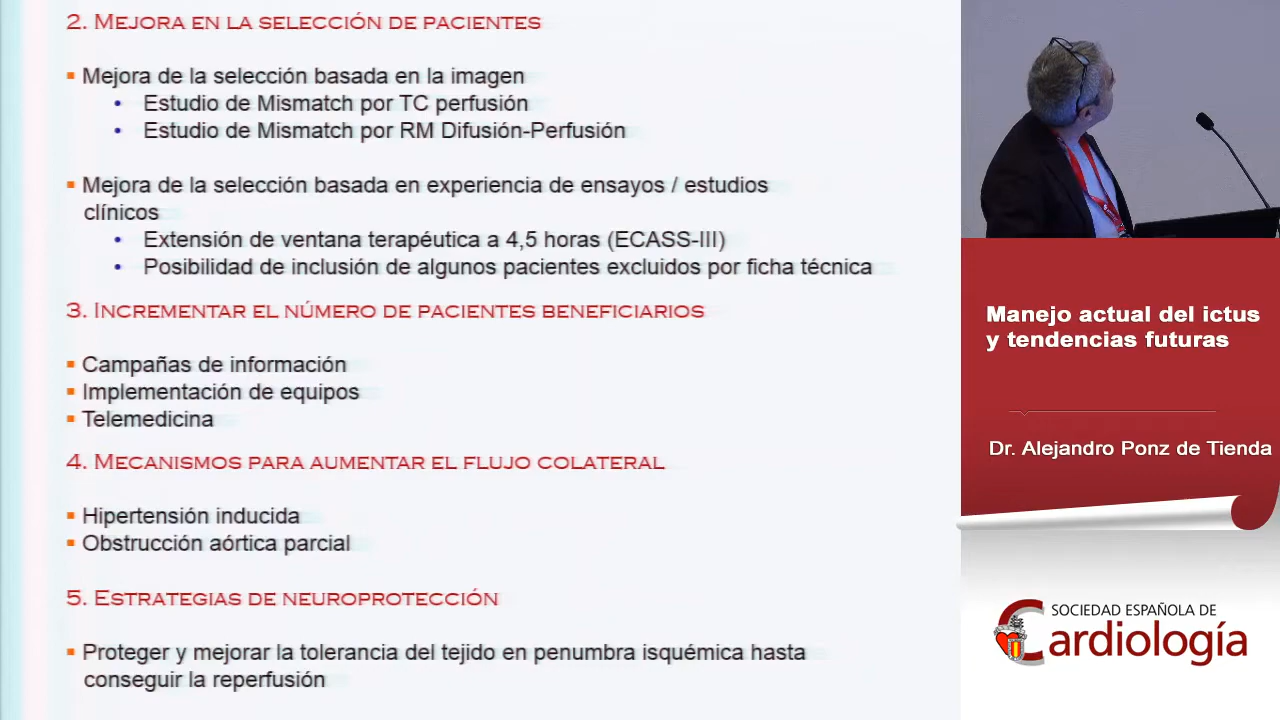 2. Mejora en la selección de pacientes
▪ Mejora de la selección basada en la imagen
• Estudio de Mismatch por TC perfusión
• Estudio de Mismatch por RM Difusión-Perfusión
▪ Mejora de la selección basada en experiencia de ensayos / estudios
clínicos
• Extensión de ventana terapéutica a 4,5 horas (ECASS-III)
• Posibilidad de inclusión de algunos pacientes excluidos por ficha técnica
3. Incrementar el número de pacientes beneficiarios
▪ Campañas de información
▪ Implementación de equipos
▪ Telemedicina
4. Mecanismos para aumentar el flujo colateral
▪ Hipertensión inducida
▪ Obstrucción aórtica parcial
5. Estrategias de neuroprotección
▪ Proteger y mejorar la tolerancia del tejido en penumbra isquémica hasta
conseguir la reperfusión
Manejo actual del ictus
y tendencias futuras
Dr. Alejandro Ponz de Tienda
SOCIEDAD ESPAÑOLA DE
Cardiología